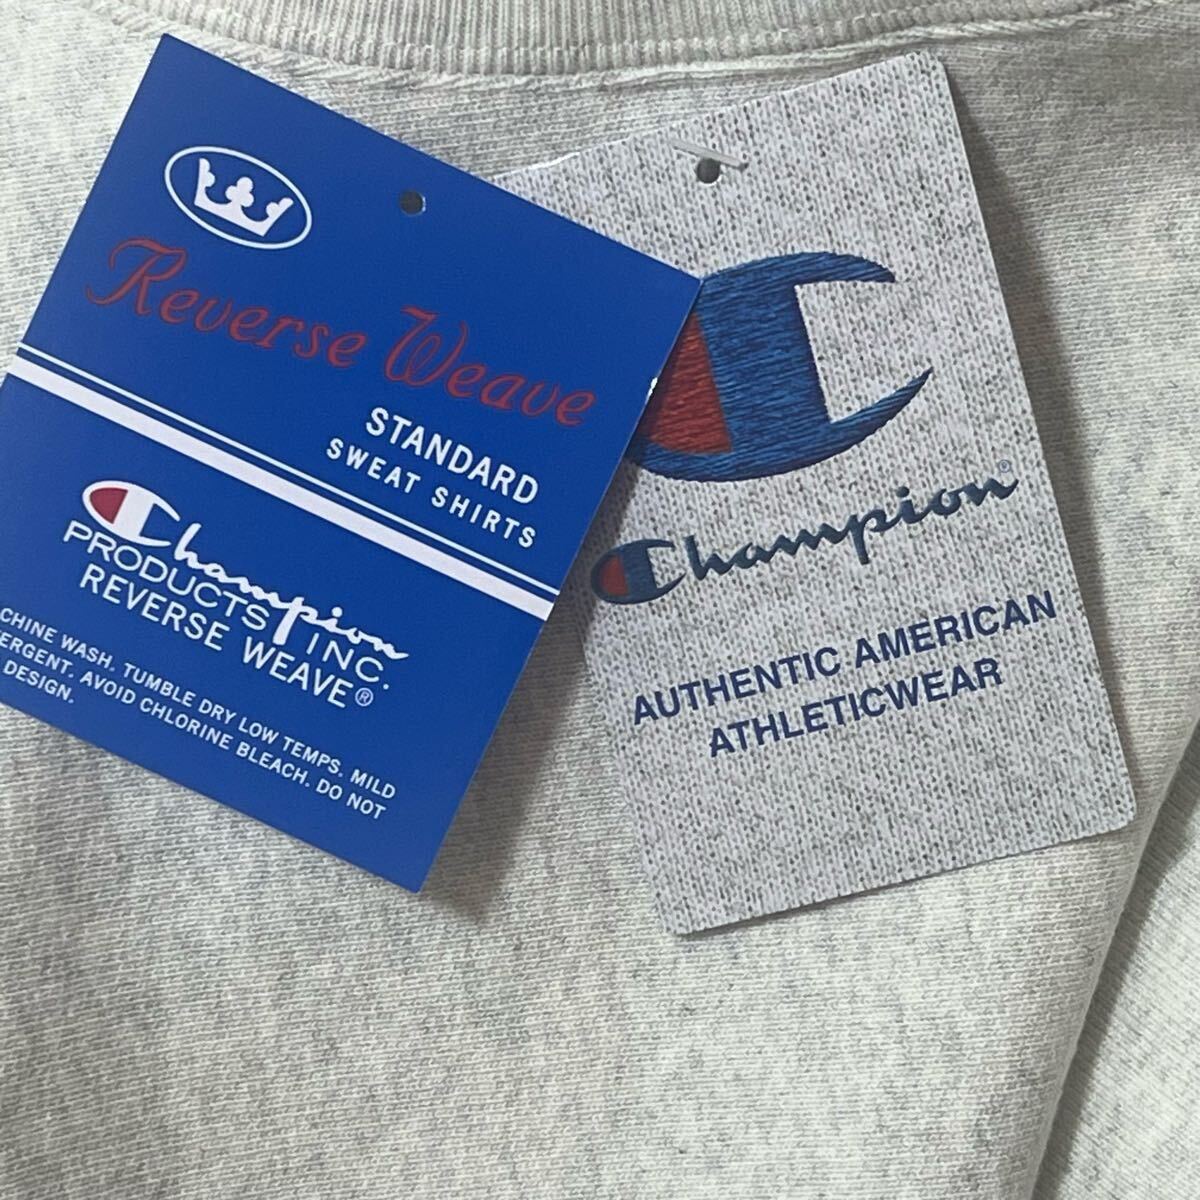 Reverse Weave
STANDARD
SWEAT SHIRTS
Champion
PRODUCTS INC.
REVERSE WEAVE®
CHINE WASH. TUMBLE DRY LOW TEMPS. MILD
ERGENT. AVOID CHLORINE BLEACH. DO NOT
DESIGN.
Champion®
AUTHENTIC AMERICAN
ATHLETICWEAR